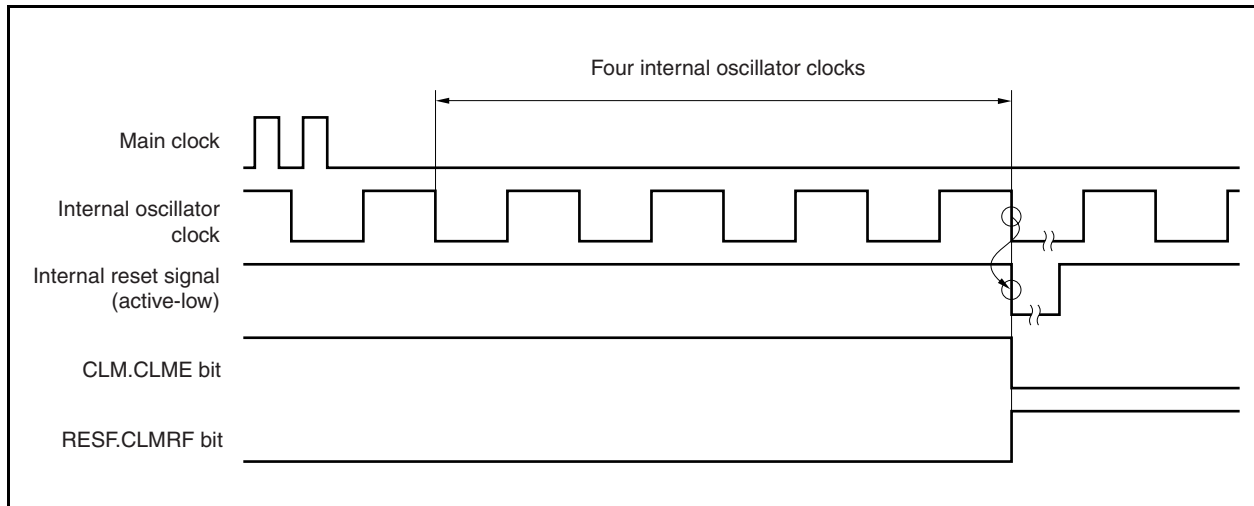 Four internal oscillator clocks
Main clock
Internal oscillator
clock
Internal reset signal
(active-low)
CLM.CLME bit
RESF.CLMRF bit